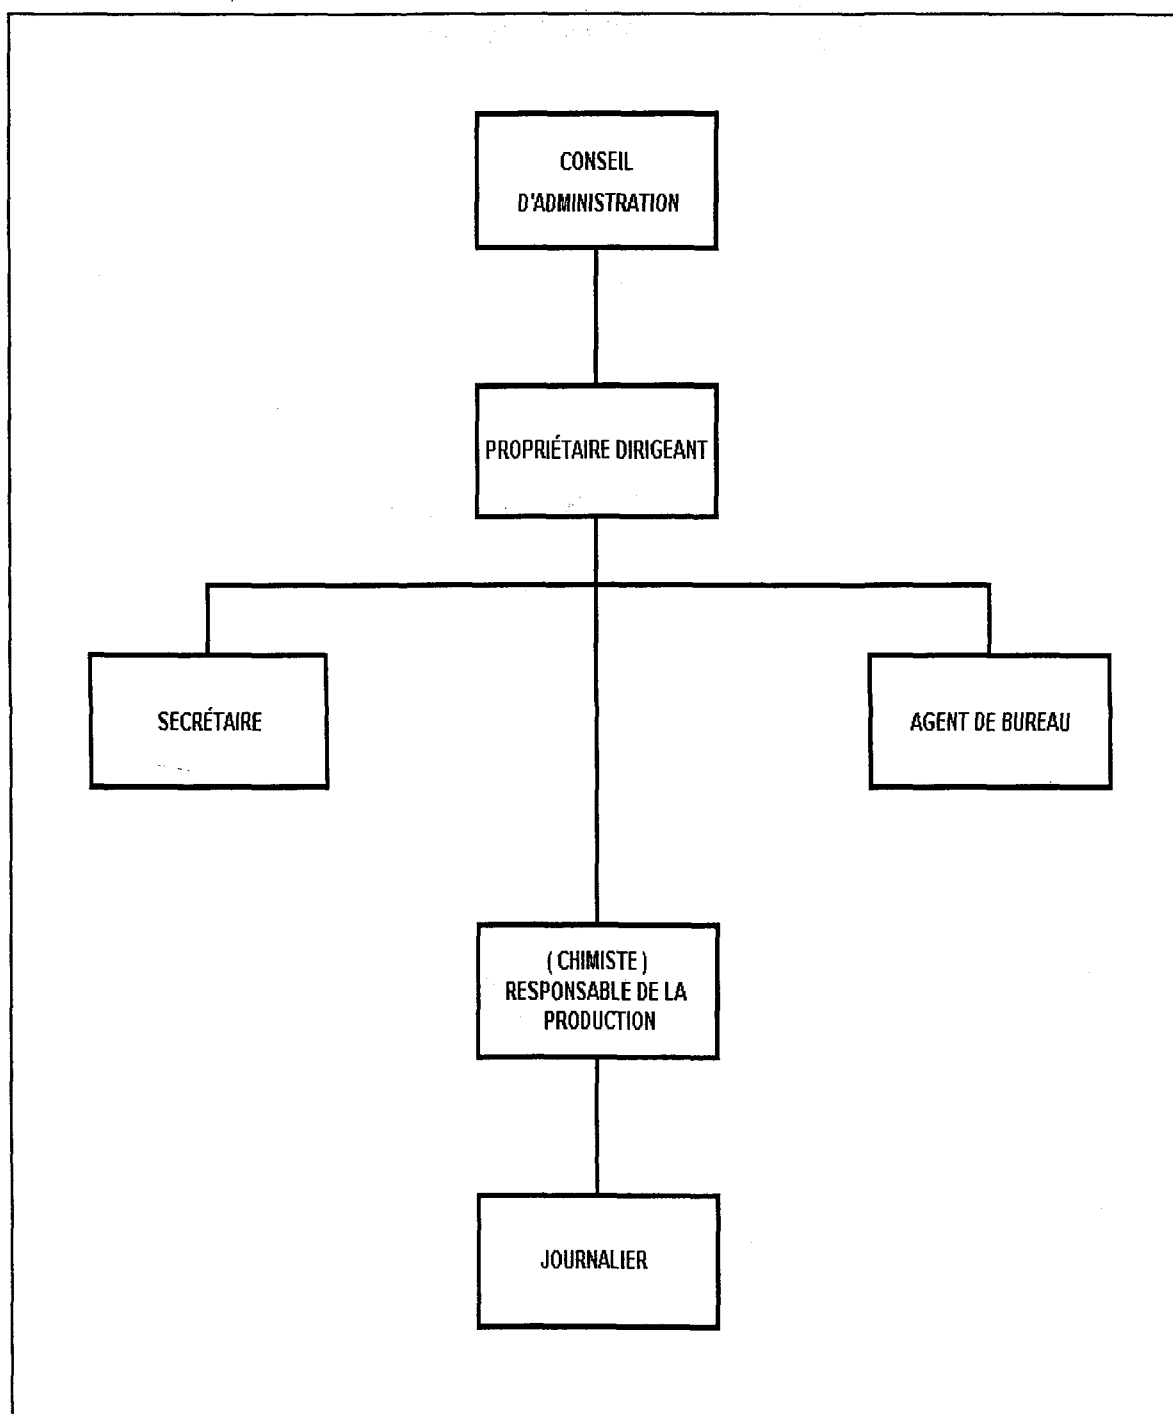 CONSEIL
D'ADMINISTRATION
PROPRIÉTAIRE DIRIGEANT
SECRÉTAIRE
AGENT DE BUREAU
( CHIMISTE )
RESPONSABLE DE LA
PRODUCTION
JOURNALIER